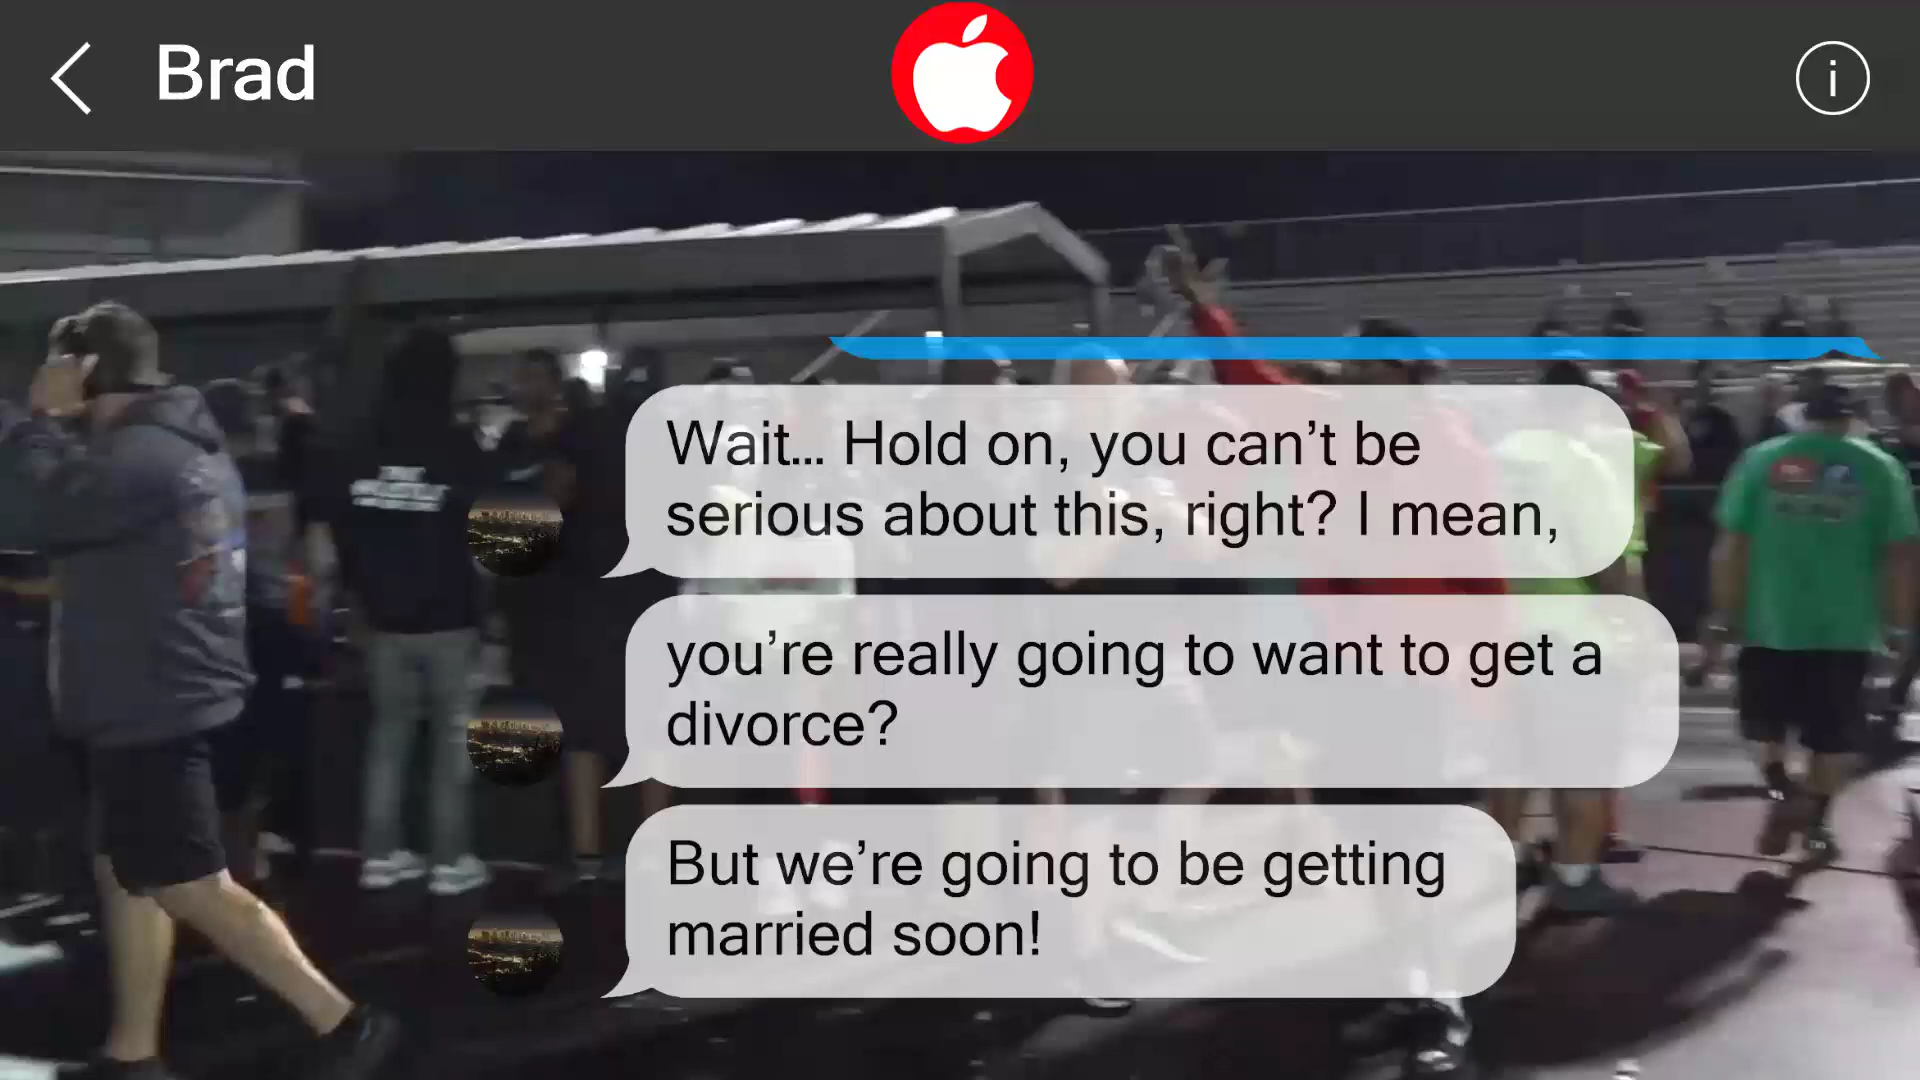 Brad
i
Wait... Hold on, you can’t be
serious about this, right? I mean,
you’re really going to want to get a
divorce?
But we’re going to be getting
married soon!